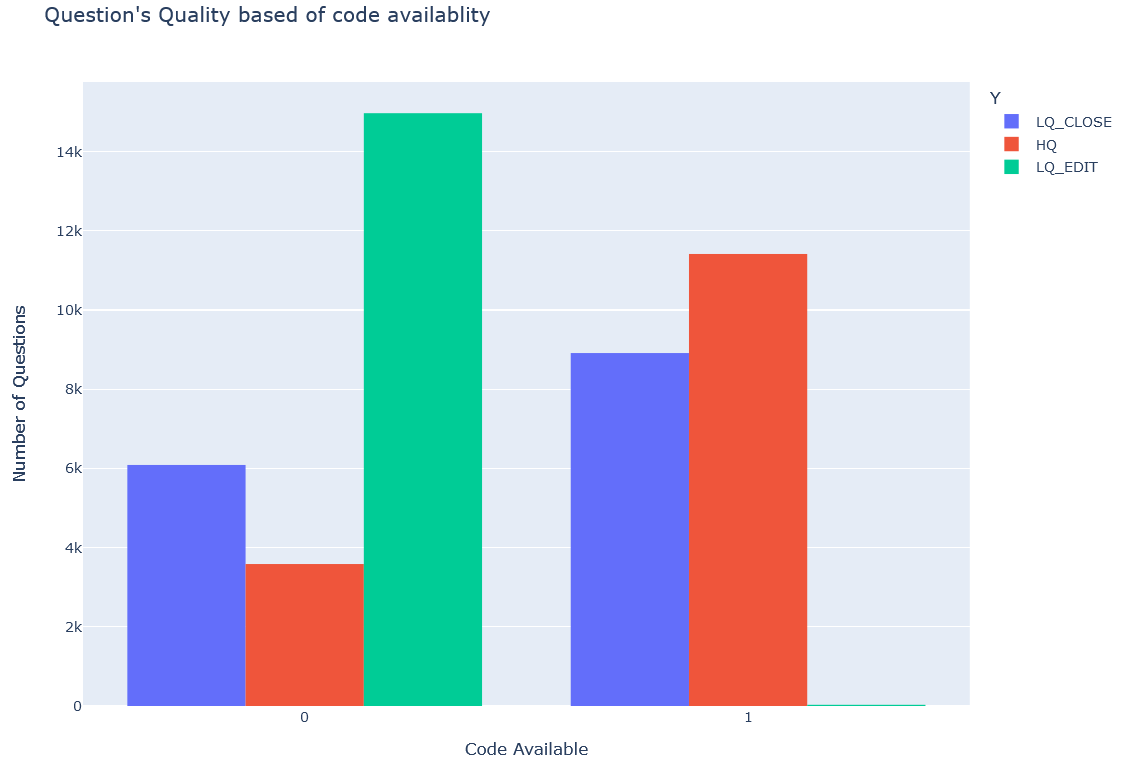 Question's Quality based of code availablity
Y
LQ_CLOSE
HQ
LQ_EDIT
14k
12k
10k
8k
6k
4k
2k
0
Number of Questions
0 1
Code Available